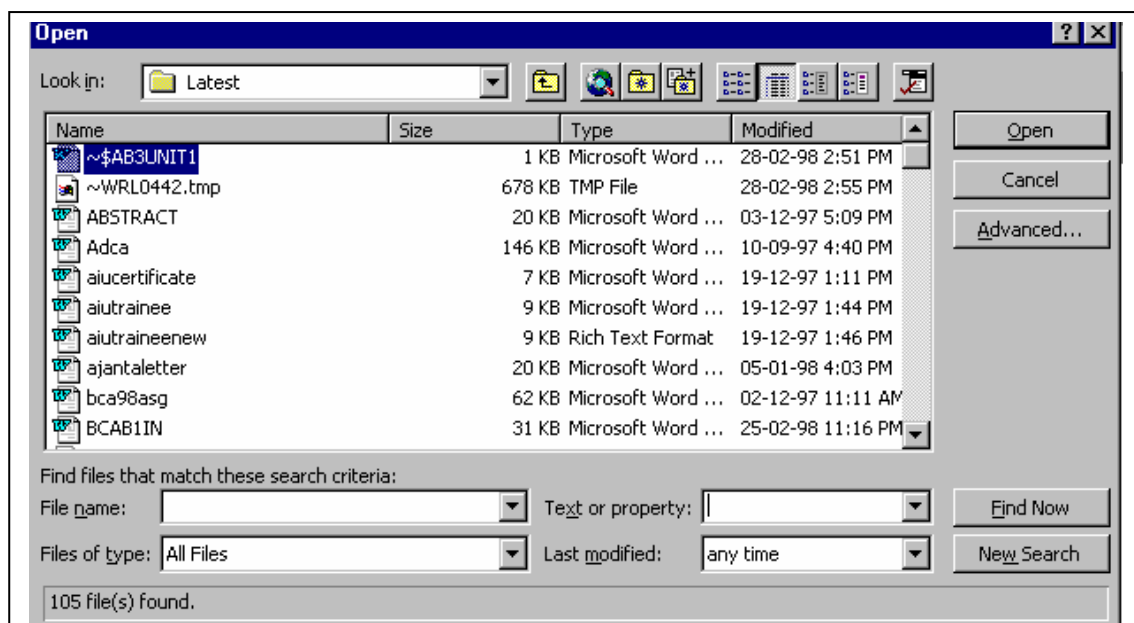 Open
Look in: Latest
Name Size Type Modified
~$AB3UNIT1 1 KB Microsoft Word ... 28-02-98 2:51 PM
~WRL0442.tmp 678 KB TMP File 28-02-98 2:55 PM
ABSTRACT 20 KB Microsoft Word ... 03-12-97 5:09 PM
Adca 146 KB Microsoft Word ... 10-09-97 4:40 PM
aiucertificate 7 KB Microsoft Word ... 19-12-97 1:11 PM
aiutrainee 9 KB Microsoft Word ... 19-12-97 1:44 PM
aiutraineenew 9 KB Rich Text Format 19-12-97 1:46 PM
ajantaletter 20 KB Microsoft Word ... 05-01-98 4:03 PM
bca98asg 62 KB Microsoft Word ... 02-12-97 11:11 AM
BCAB1IN 31 KB Microsoft Word ... 25-02-98 11:16 PM
Open
Cancel
Advanced...
Find files that match these search criteria:
File name: Text or property: Find Now
Files of type: All Files Last modified: any time New Search
105 file(s) found.